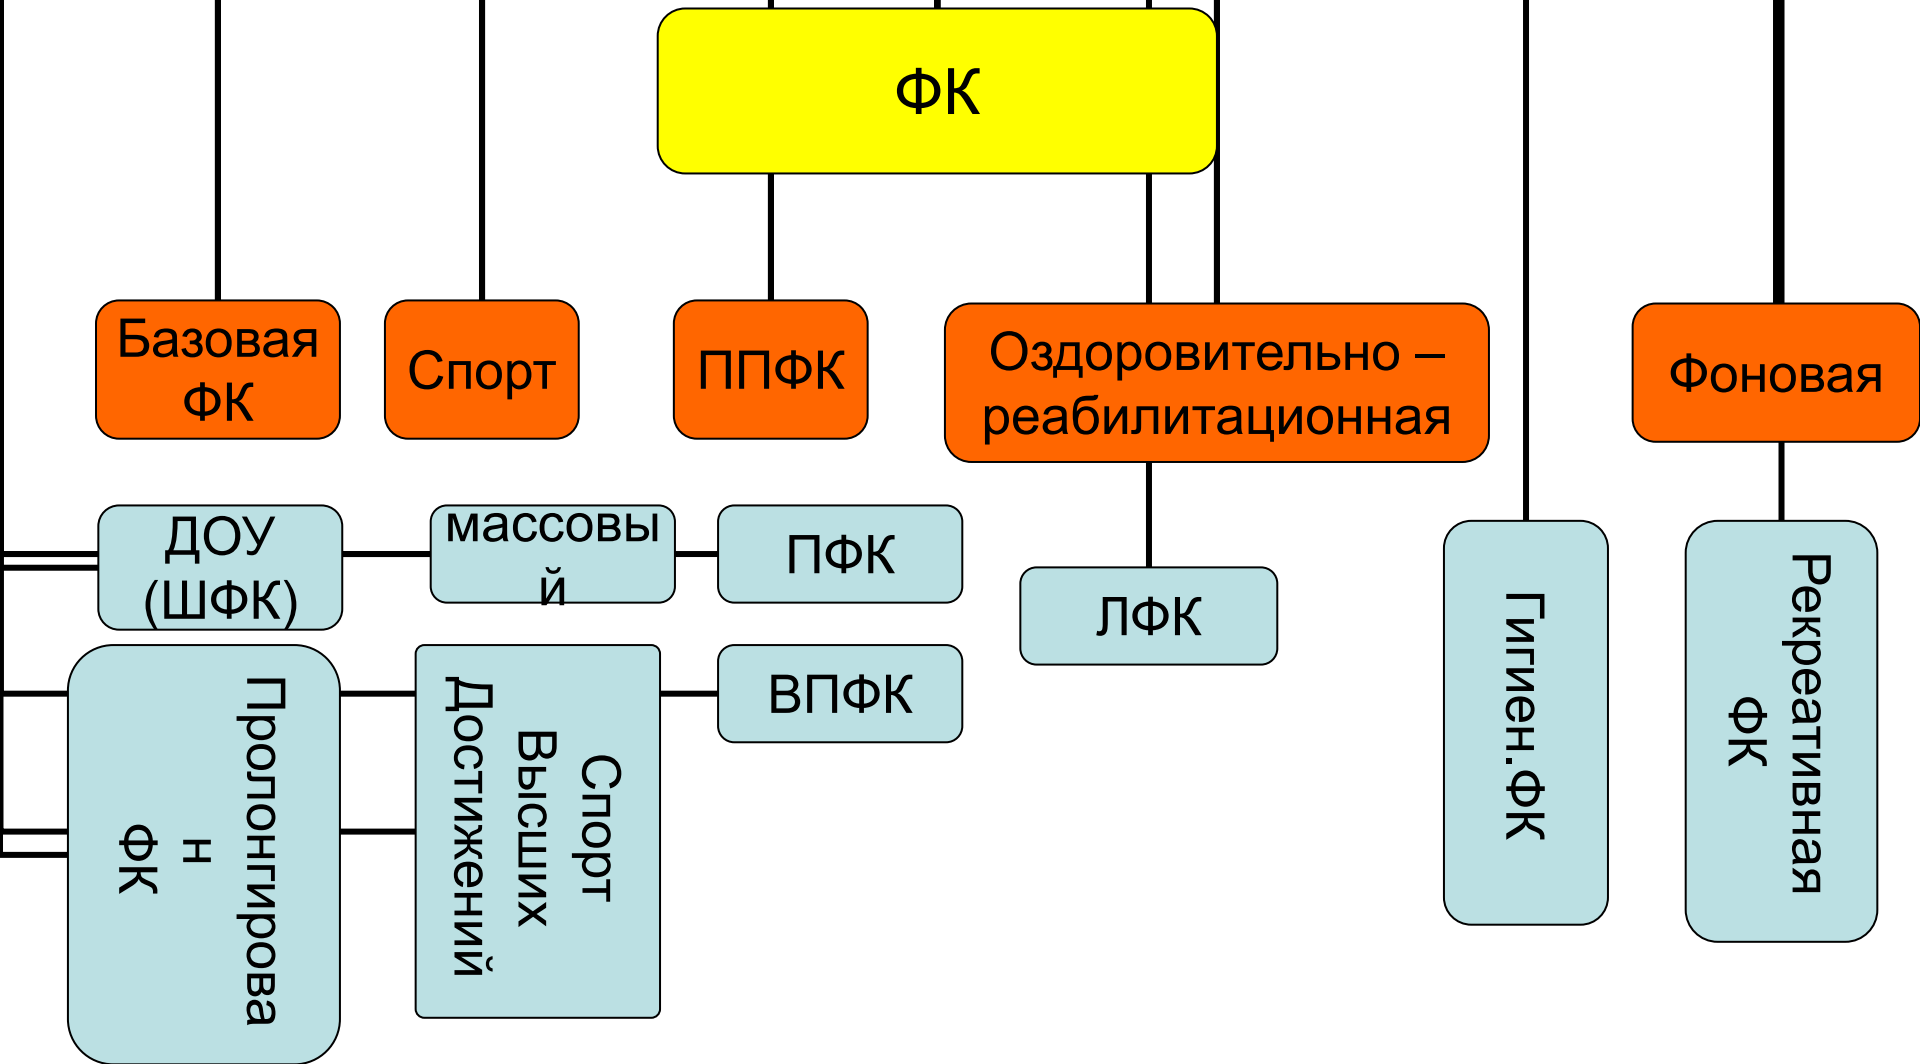 ФК
Базовая
ФК
Спорт
ППФК
Оздоровительно –
реабилитационная
Фоновая
ДОУ
(ШФК)
массовы
й
ПФК
ЛФК
Гигиен.ФК
Рекреативная
ФК
Пролонгирова
н
ФК
Спорт
Высших
Достижений
ВПФК